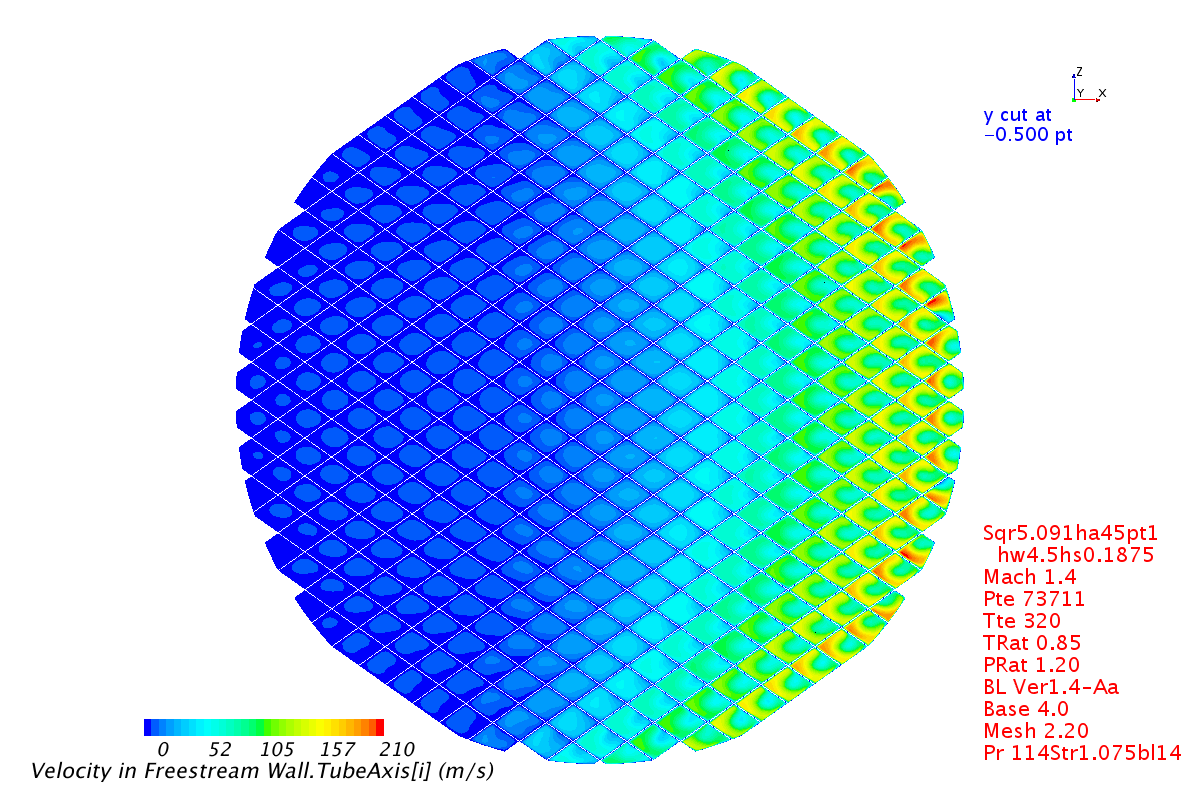 Z
Y X
y cut at
−0.500 pt
Sqr5.091ha45pt1
hw4.5hs0.1875
Mach 1.4
Pte 73711
Tte 320
TRat 0.85
PRat 1.20
BL Ver1.4−Aa
Base 4.0
Mesh 2.20
Pr 114Str1.075bl14
0 52 105 157 210
Velocity in Freestream Wall.TubeAxis[i] (m/s)